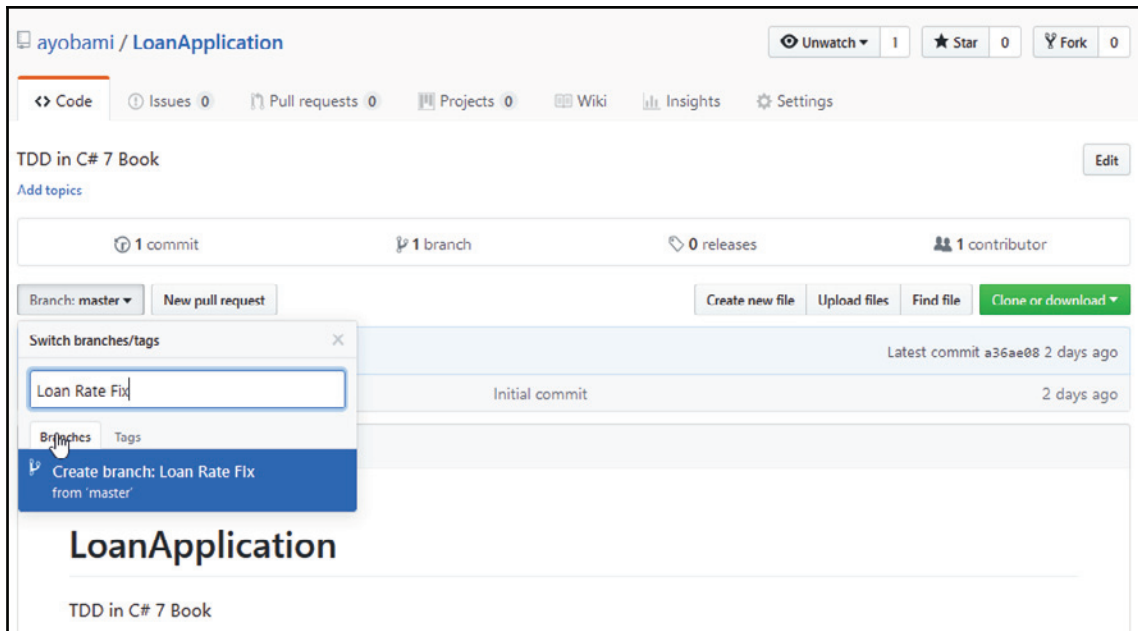 ayobami / LoanApplication
Unwatch 1 Star 0 Fork 0
Code Issues 0 Pull requests 0 Projects 0 Wiki Insights Settings
TDD in C# 7 Book Edit
Add topics
1 commit 1 branch 0 releases 1 contributor
Branch: master New pull request Create new file Upload files Find file Clone or download
Switch branches/tags
Latest commit a36ae08 2 days ago
Loan Rate Fix
Initial commit 2 days ago
Branches Tags
Create branch: Loan Rate FIx
from 'master'
LoanApplication
TDD in C# 7 Book